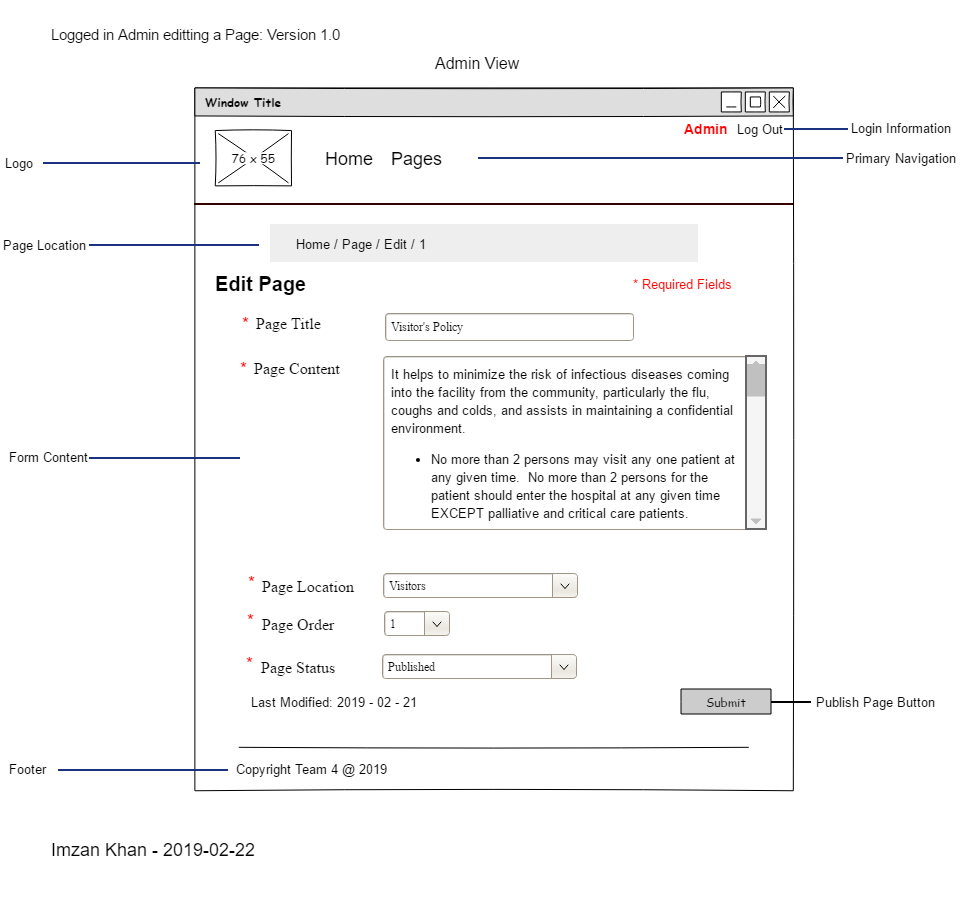 Logged in Admin editting a Page: Version 1.0
Admin View
Window Title
Admin Log Out
Login Information
Logo
76 x 55
Home Pages
Primary Navigation
Page Location
Home / Page / Edit / 1
Edit Page
* Required Fields
* Page Title
Visitor's Policy
* Page Content
It helps to minimize the risk of infectious diseases coming
into the facility from the community, particularly the flu,
coughs and colds, and assists in maintaining a confidential
environment.
• No more than 2 persons may visit any one patient at
any given time. No more than 2 persons for the
patient should enter the hospital at any given time
EXCEPT palliative and critical care patients.
Form Content
* Page Location
Visitors
* Page Order
1
* Page Status
Published
Last Modified: 2019 - 02 - 21
Submit
Publish Page Button
Footer
Copyright Team 4 @ 2019
Imzan Khan - 2019-02-22